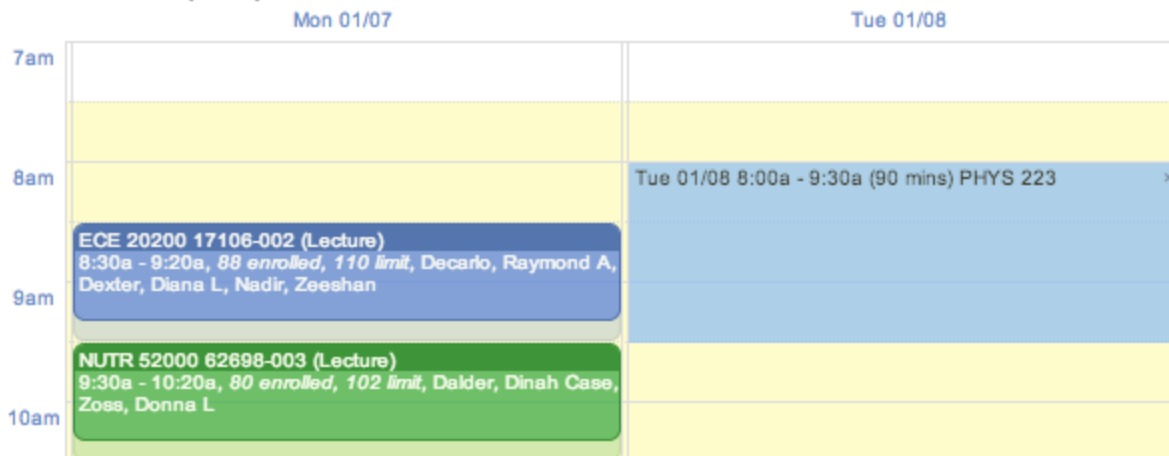 Mon 01/07
Tue 01/08
7am
8am
Tue 01/08 8:00a - 9:30a (90 mins) PHYS 223
ECE 20200 17106-002 (Lecture)
8:30a - 9:20a, 88 enrolled, 110 limit, Decarlo, Raymond A,
Dexter, Diana L, Nadir, Zeeshan
9am
NUTR 52000 62698-003 (Lecture)
9:30a - 10:20a, 80 enrolled, 102 limit, Dalder, Dinah Case,
Zoss, Donna L
10am